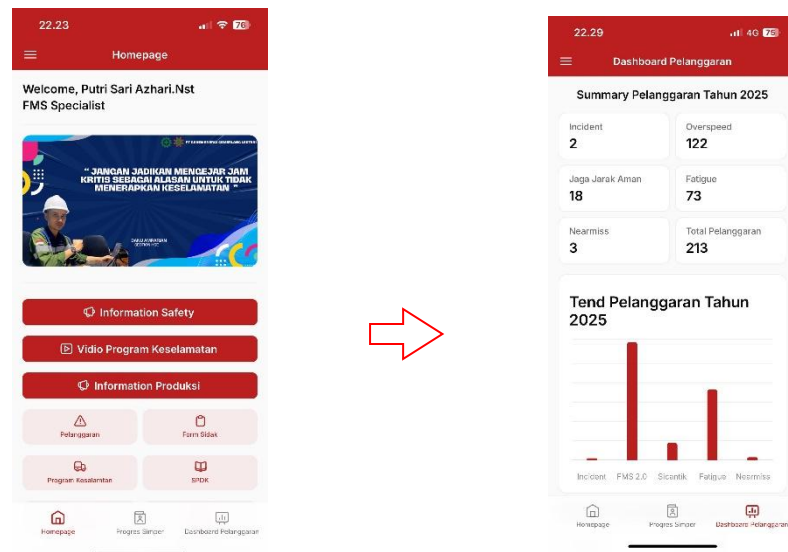 22.23
76
Homepage
Welcome, Putri Sari Azhari.Nst
FMS Specialist
" JANGAN JADIKAN MENGEJAR JAM
KRITIS SEBAGAI ALASAN UNTUK TIDAK
MENERAPKAN KESELAMATAN "
Information Safety
Vidio Program Keselamatan
Information Produksi
Pelanggaran
Form Sidak
Program Keselamtan
SPDK
Homepage
Progres Simper
Dashboard Pelanggaran
22.29
4G
Dashboard Pelanggaran
Summary Pelanggaran Tahun 2025
Incident
2
Overspeed
122
Jaga Jarak Aman
18
Fatigue
73
Nearmiss
3
Total Pelanggaran
213
Tend Pelanggaran Tahun
2025
Incident
FMS 2.0
Sicantik
Fatigue
Nearmiss
Homepage
Progres Simper
Dashboard Pelanggaran